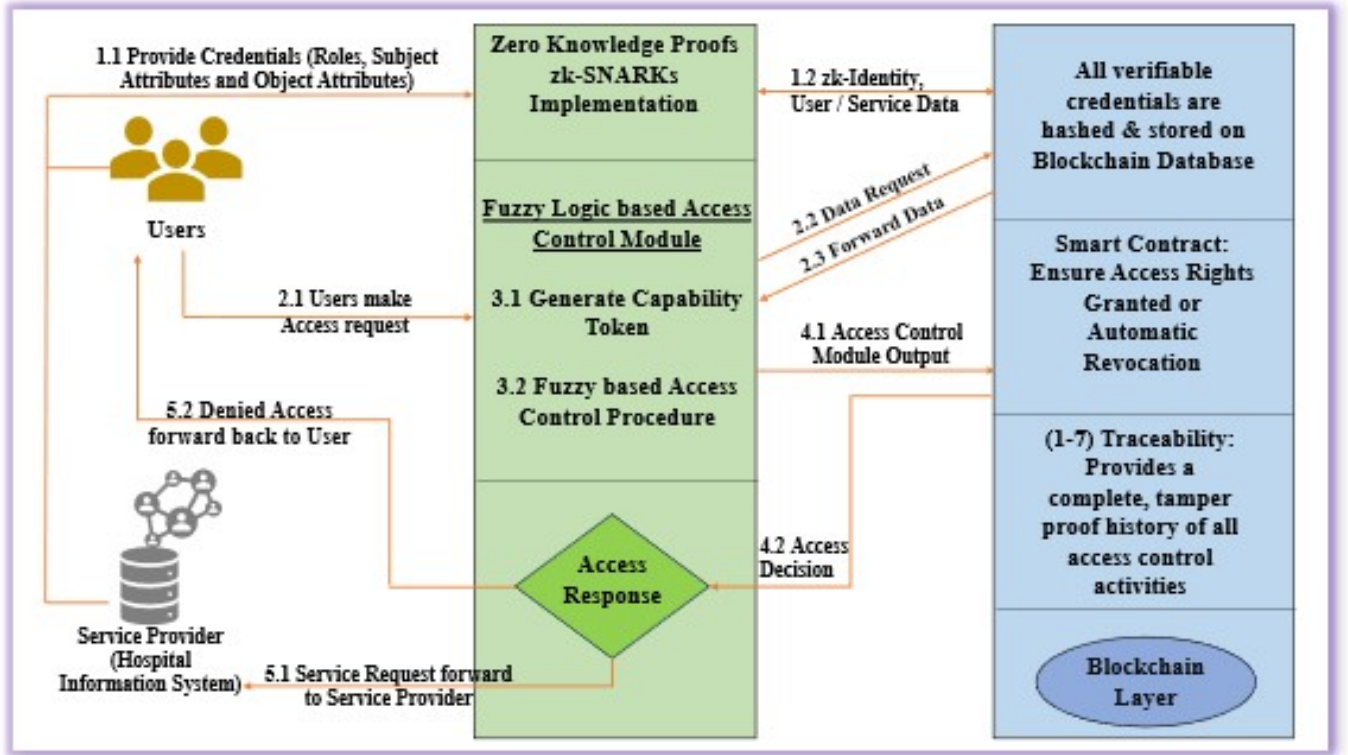 1.1 Provide Credentials (Roles, Subject
Attributes and Object Attributes)
Users
2.1 Users make
Access request
5.2 Denied Access
forward back to User
Service Provider
(Hospital
Information System)
5.1 Service Request forward
to Service Provider
Zero Knowledge Proofs
zk-SNARKs
Implementation
Fuzzy Logic based Access
Control Module
3.1 Generate Capability
Token
3.2 Fuzzy based Access
Control Procedure
Access
Response
1.2 zk-Identity,
User / Service Data
2.2 Data Request
2.3 Forward Data
4.1 Access Control
Module Output
4.2 Access
Decision
All verifiable
credentials are
hashed & stored on
Blockchain Database
Smart Contract:
Ensure Access Rights
Granted or
Automatic
Revocation
(1-7) Traceability:
Provides a
complete, tamper
proof history of all
access control
activities
Blockchain
Layer